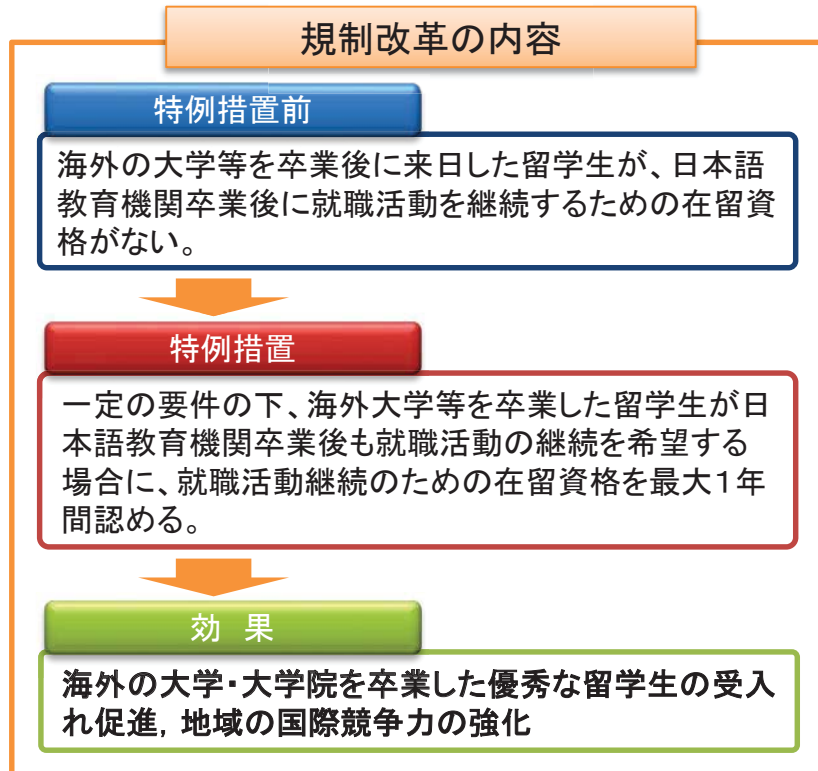 規制改革の内容
特例措置前
海外の大学等を卒業後に来日した留学生が、日本語
教育機関卒業後に就職活動を継続するための在留資
格がない。
特例措置
一定の要件の下、海外大学等を卒業した留学生が日
本語教育機関卒業後も就職活動の継続を希望する
場合に、就職活動継続のための在留資格を最大1年
間認める。
効 果
海外の大学・大学院を卒業した優秀な留学生の受入
れ促進,地域の国際競争力の強化